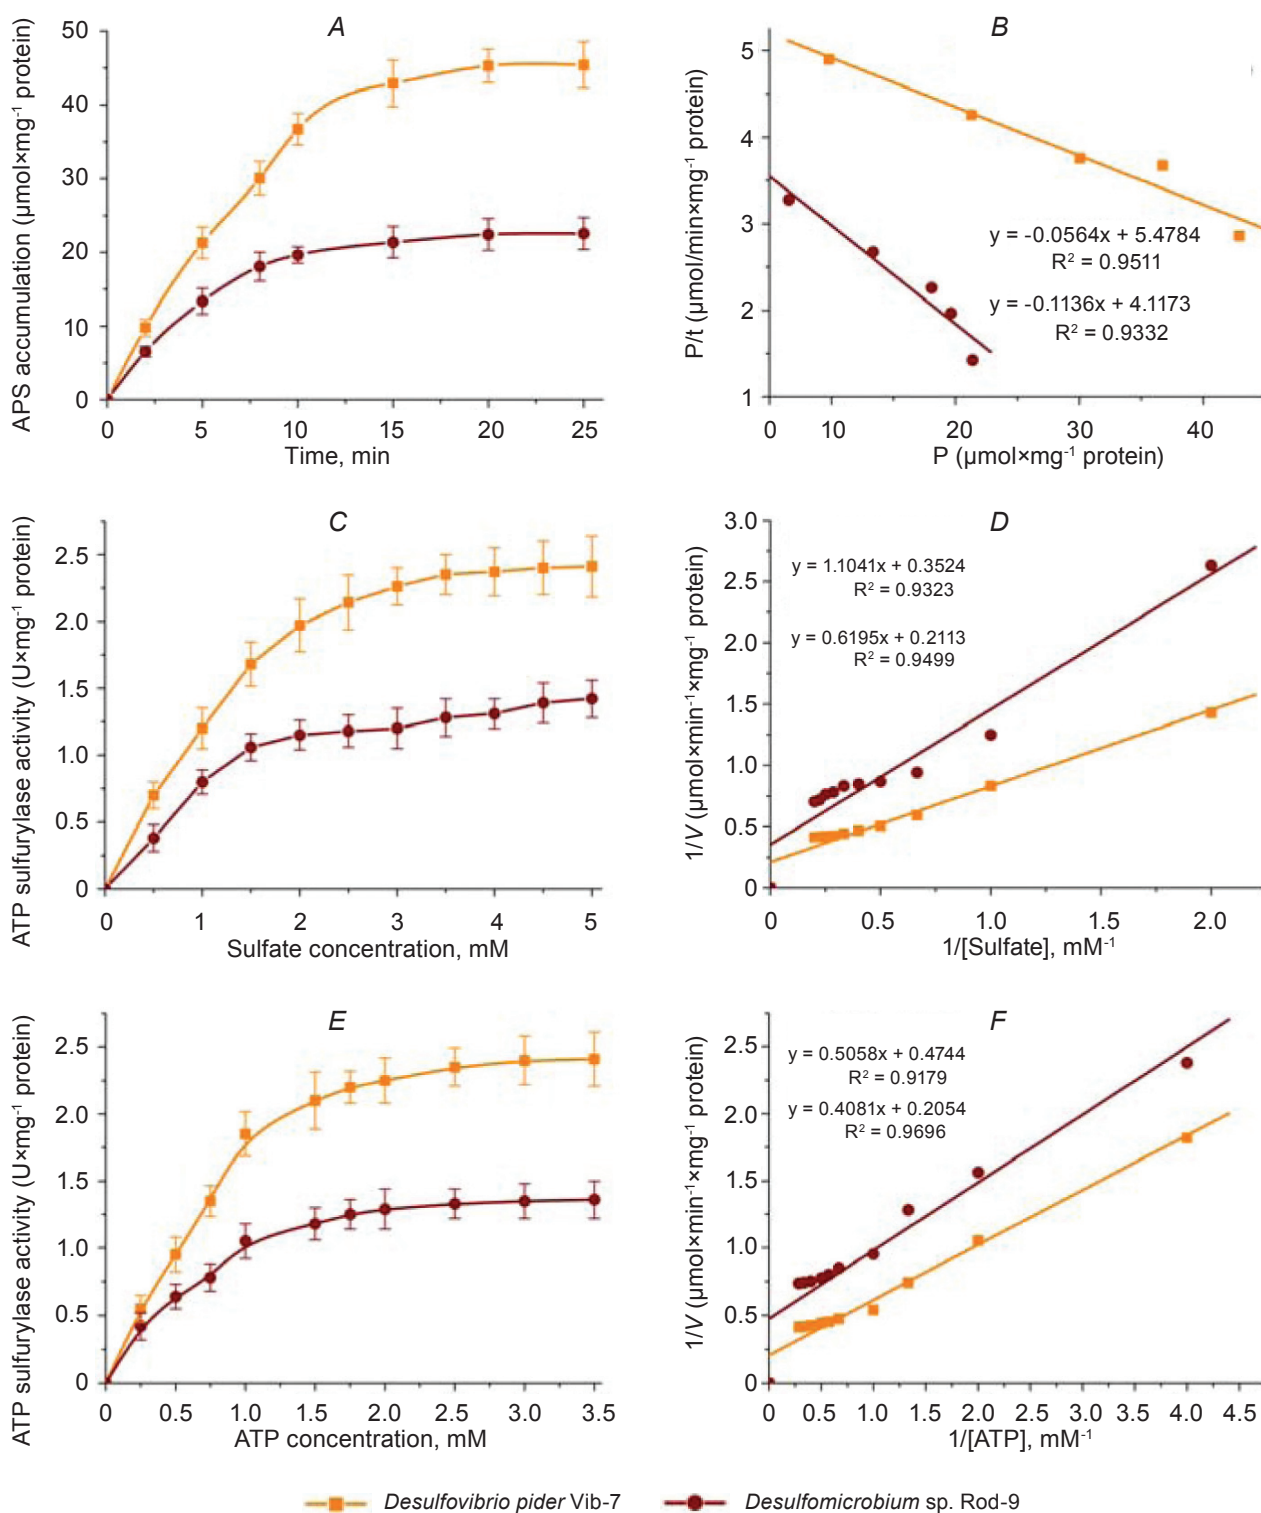 A
APS accumulation (µmol×mg-1 protein)
50
40
30
20
10
0
0 5 10 15 20 25
Time, min
B
P/t (µmol/min×mg-1 protein)
5
4
3
2
1
y = -0.0564x + 5.4784
R2 = 0.9511
y = -0.1136x + 4.1173
R2 = 0.9332
0 10 20 30 40
P (µmol×mg-1 protein)
C
ATP sulfurylase activity (U×mg-1 protein)
2.5
2.0
1.5
1.0
0.5
0
0 1 2 3 4 5
Sulfate concentration, mM
D
1/V (µmol×min-1×mg-1 protein)
3.0
2.5
2.0
1.5
1.0
0.5
0
y = 1.1041x + 0.3524
R2 = 0.9323
y = 0.6195x + 0.2113
R2 = 0.9499
0 0.5 1.0 1.5 2.0
1/[Sulfate], mM-1
E
ATP sulfurylase activity (U×mg-1 protein)
2.5
2.0
1.5
1.0
0.5
0
0 0.5 1.0 1.5 2.0 2.5 3.0 3.5
ATP concentration, mM
F
1/V (µmol×min-1×mg-1 protein)
2.5
2.0
1.5
1.0
0.5
0
y = 0.5058x + 0.4744
R2 = 0.9179
y = 0.4081x + 0.2054
R2 = 0.9696
0 0.5 1.0 1.5 2.0 2.5 3.0 3.5 4.0 4.5
1/[ATP], mM-1
Desulfovibrio pider Vib-7 Desulfomicrobium sp. Rod-9